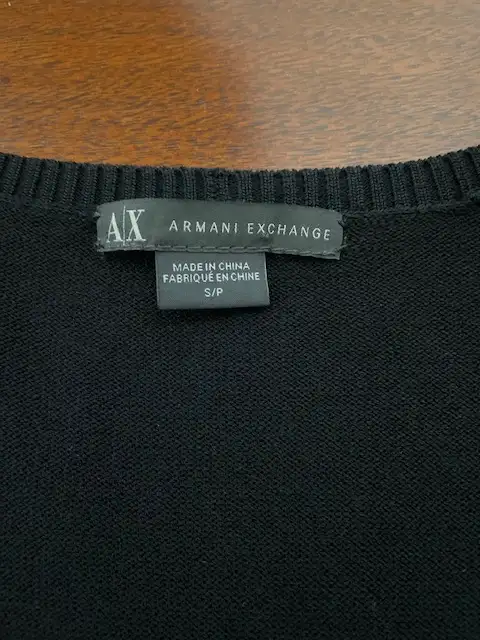 A|X ARMANI EXCHANGE
MADE IN CHINA
FABRIQUÉ EN CHINE
S/P